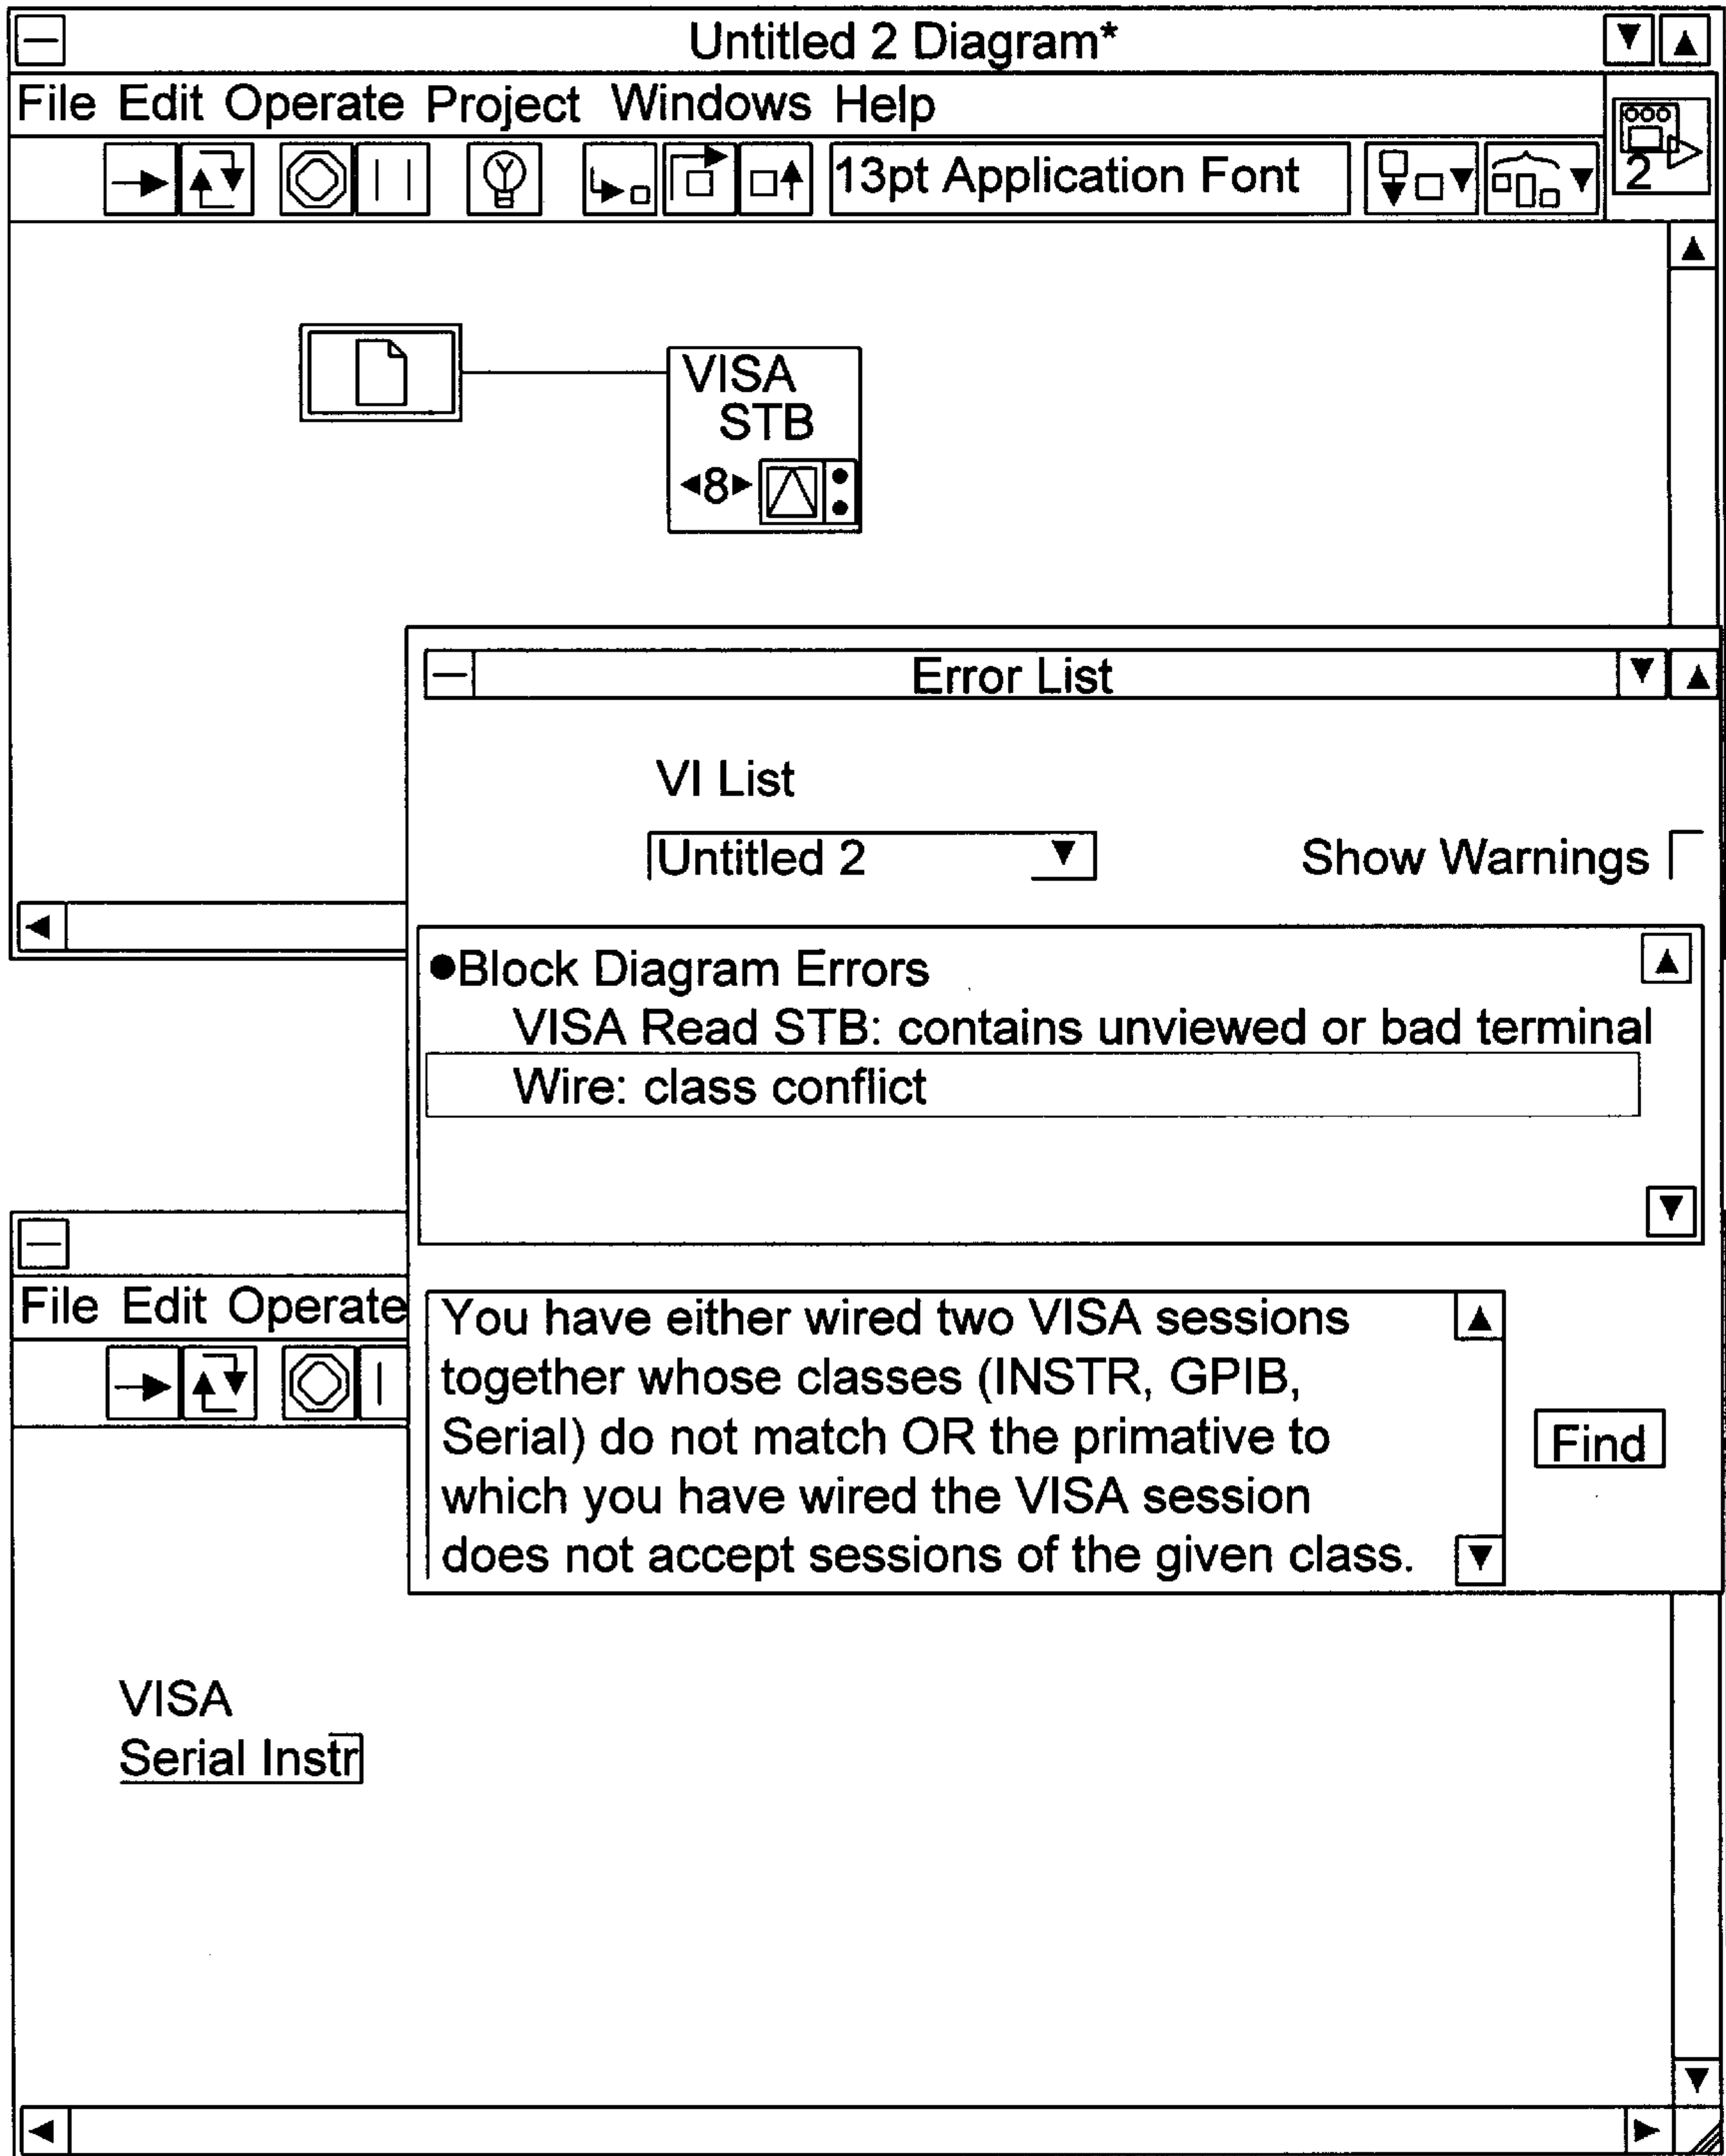 Untitled 2 Diagram*
File Edit Operate Project Windows Help
13pt Application Font
2
VISA
STB
8
Error List
VI List
Untitled 2
Show Warnings
Block Diagram Errors
VISA Read STB: contains unviewed or bad terminal
Wire: class conflict
File Edit Operate
You have either wired two VISA sessions
together whose classes (INSTR, GPIB,
Serial) do not match OR the primative to
which you have wired the VISA session
does not accept sessions of the given class.
Find
VISA
Serial Instr